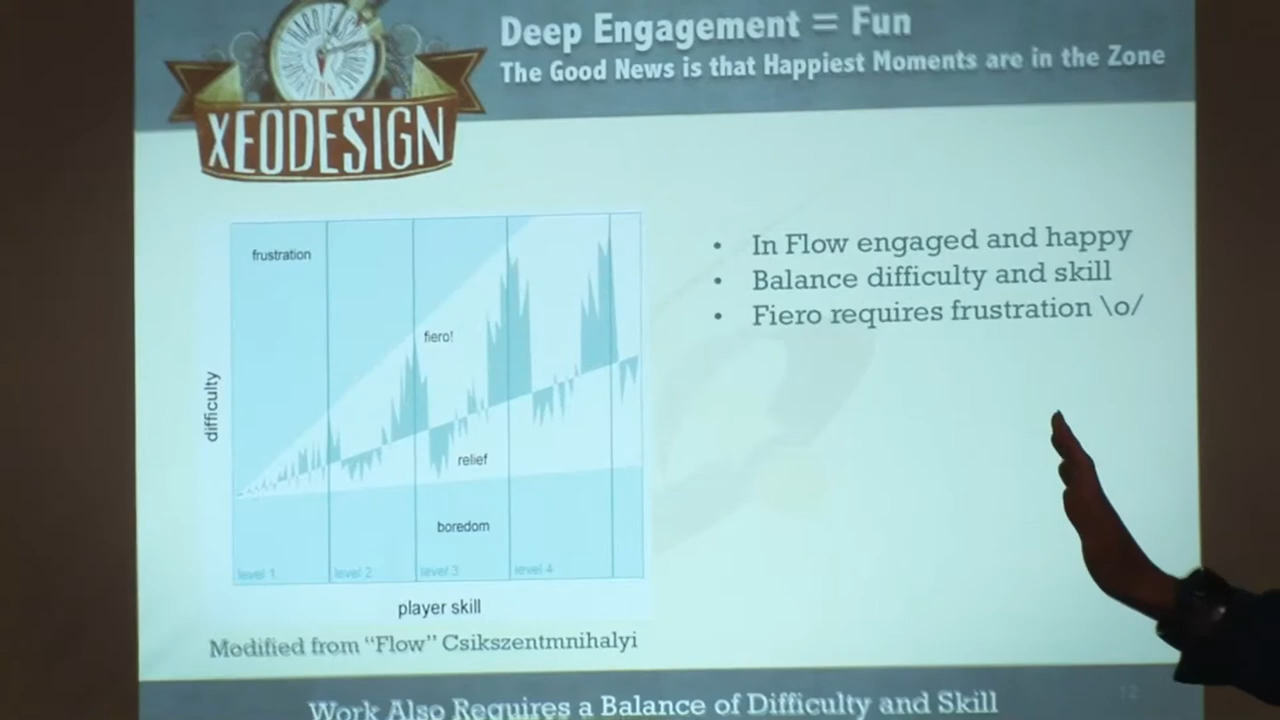 Deep Engagement = Fun
The Good News is that Happiest Moments are in the Zone
XEODESIGN
frustration
fiero!
relief
boredom
level 1
level 2
level 3
level 4
difficulty
player skill
Modified from “Flow” Csikszentmnihalyi
• In Flow engaged and happy
• Balance difficulty and skill
• Fiero requires frustration \o/
Work Also Requires a Balance of Difficulty and Skill
12